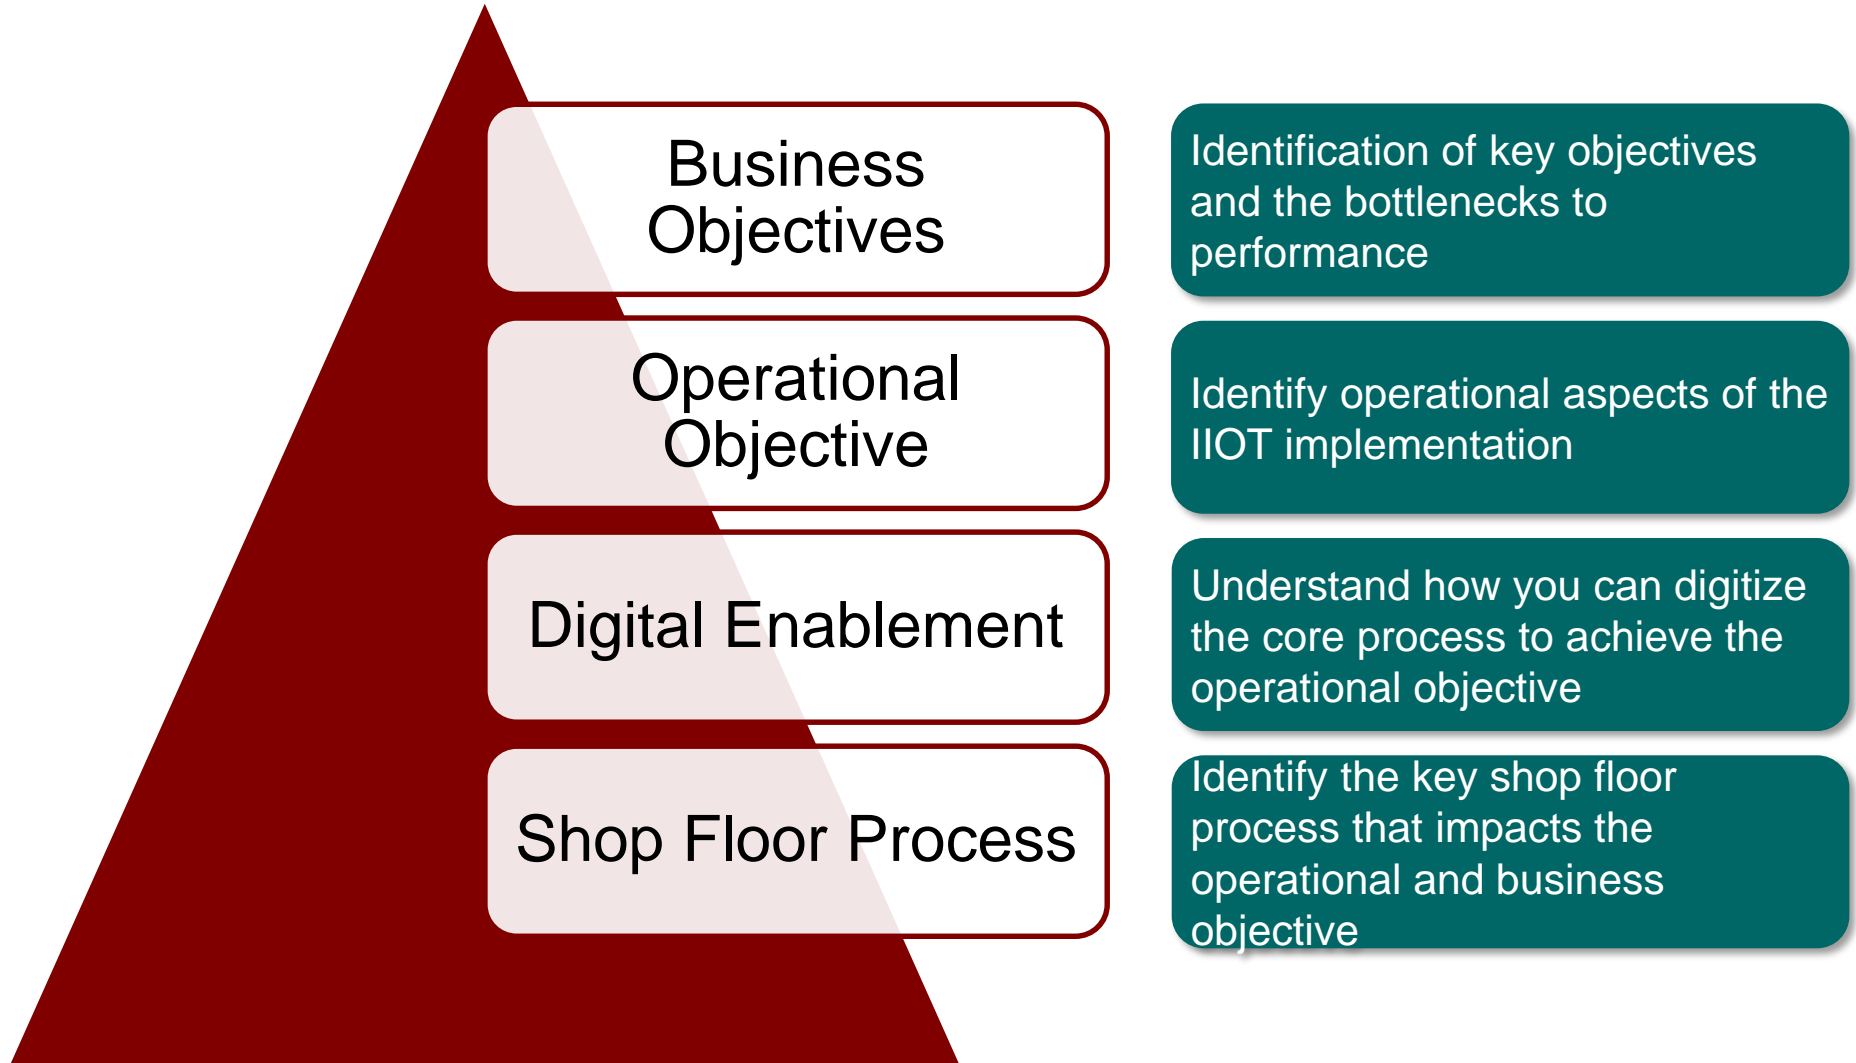 Business
Objectives
Identification of key objectives
and the bottlenecks to
performance
Operational
Objective
Identify operational aspects of the
IIOT implementation
Digital Enablement
Understand how you can digitize
the core process to achieve the
operational objective
Shop Floor Process
Identify the key shop floor
process that impacts the
operational and business
objective